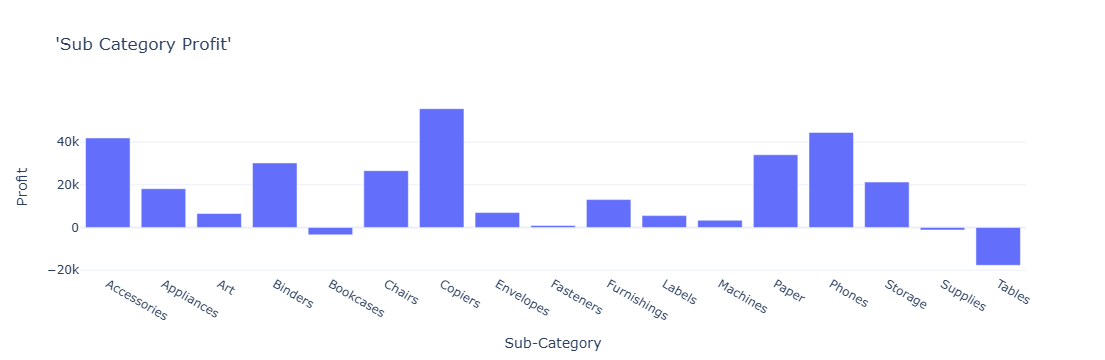 'Sub Category Profit'
Profit
40k
20k
0
−20k
Accessories
Appliances
Art
Binders
Bookcases
Chairs
Copiers
Envelopes
Fasteners
Furnishings
Labels
Machines
Paper
Phones
Storage
Supplies
Tables
Sub-Category